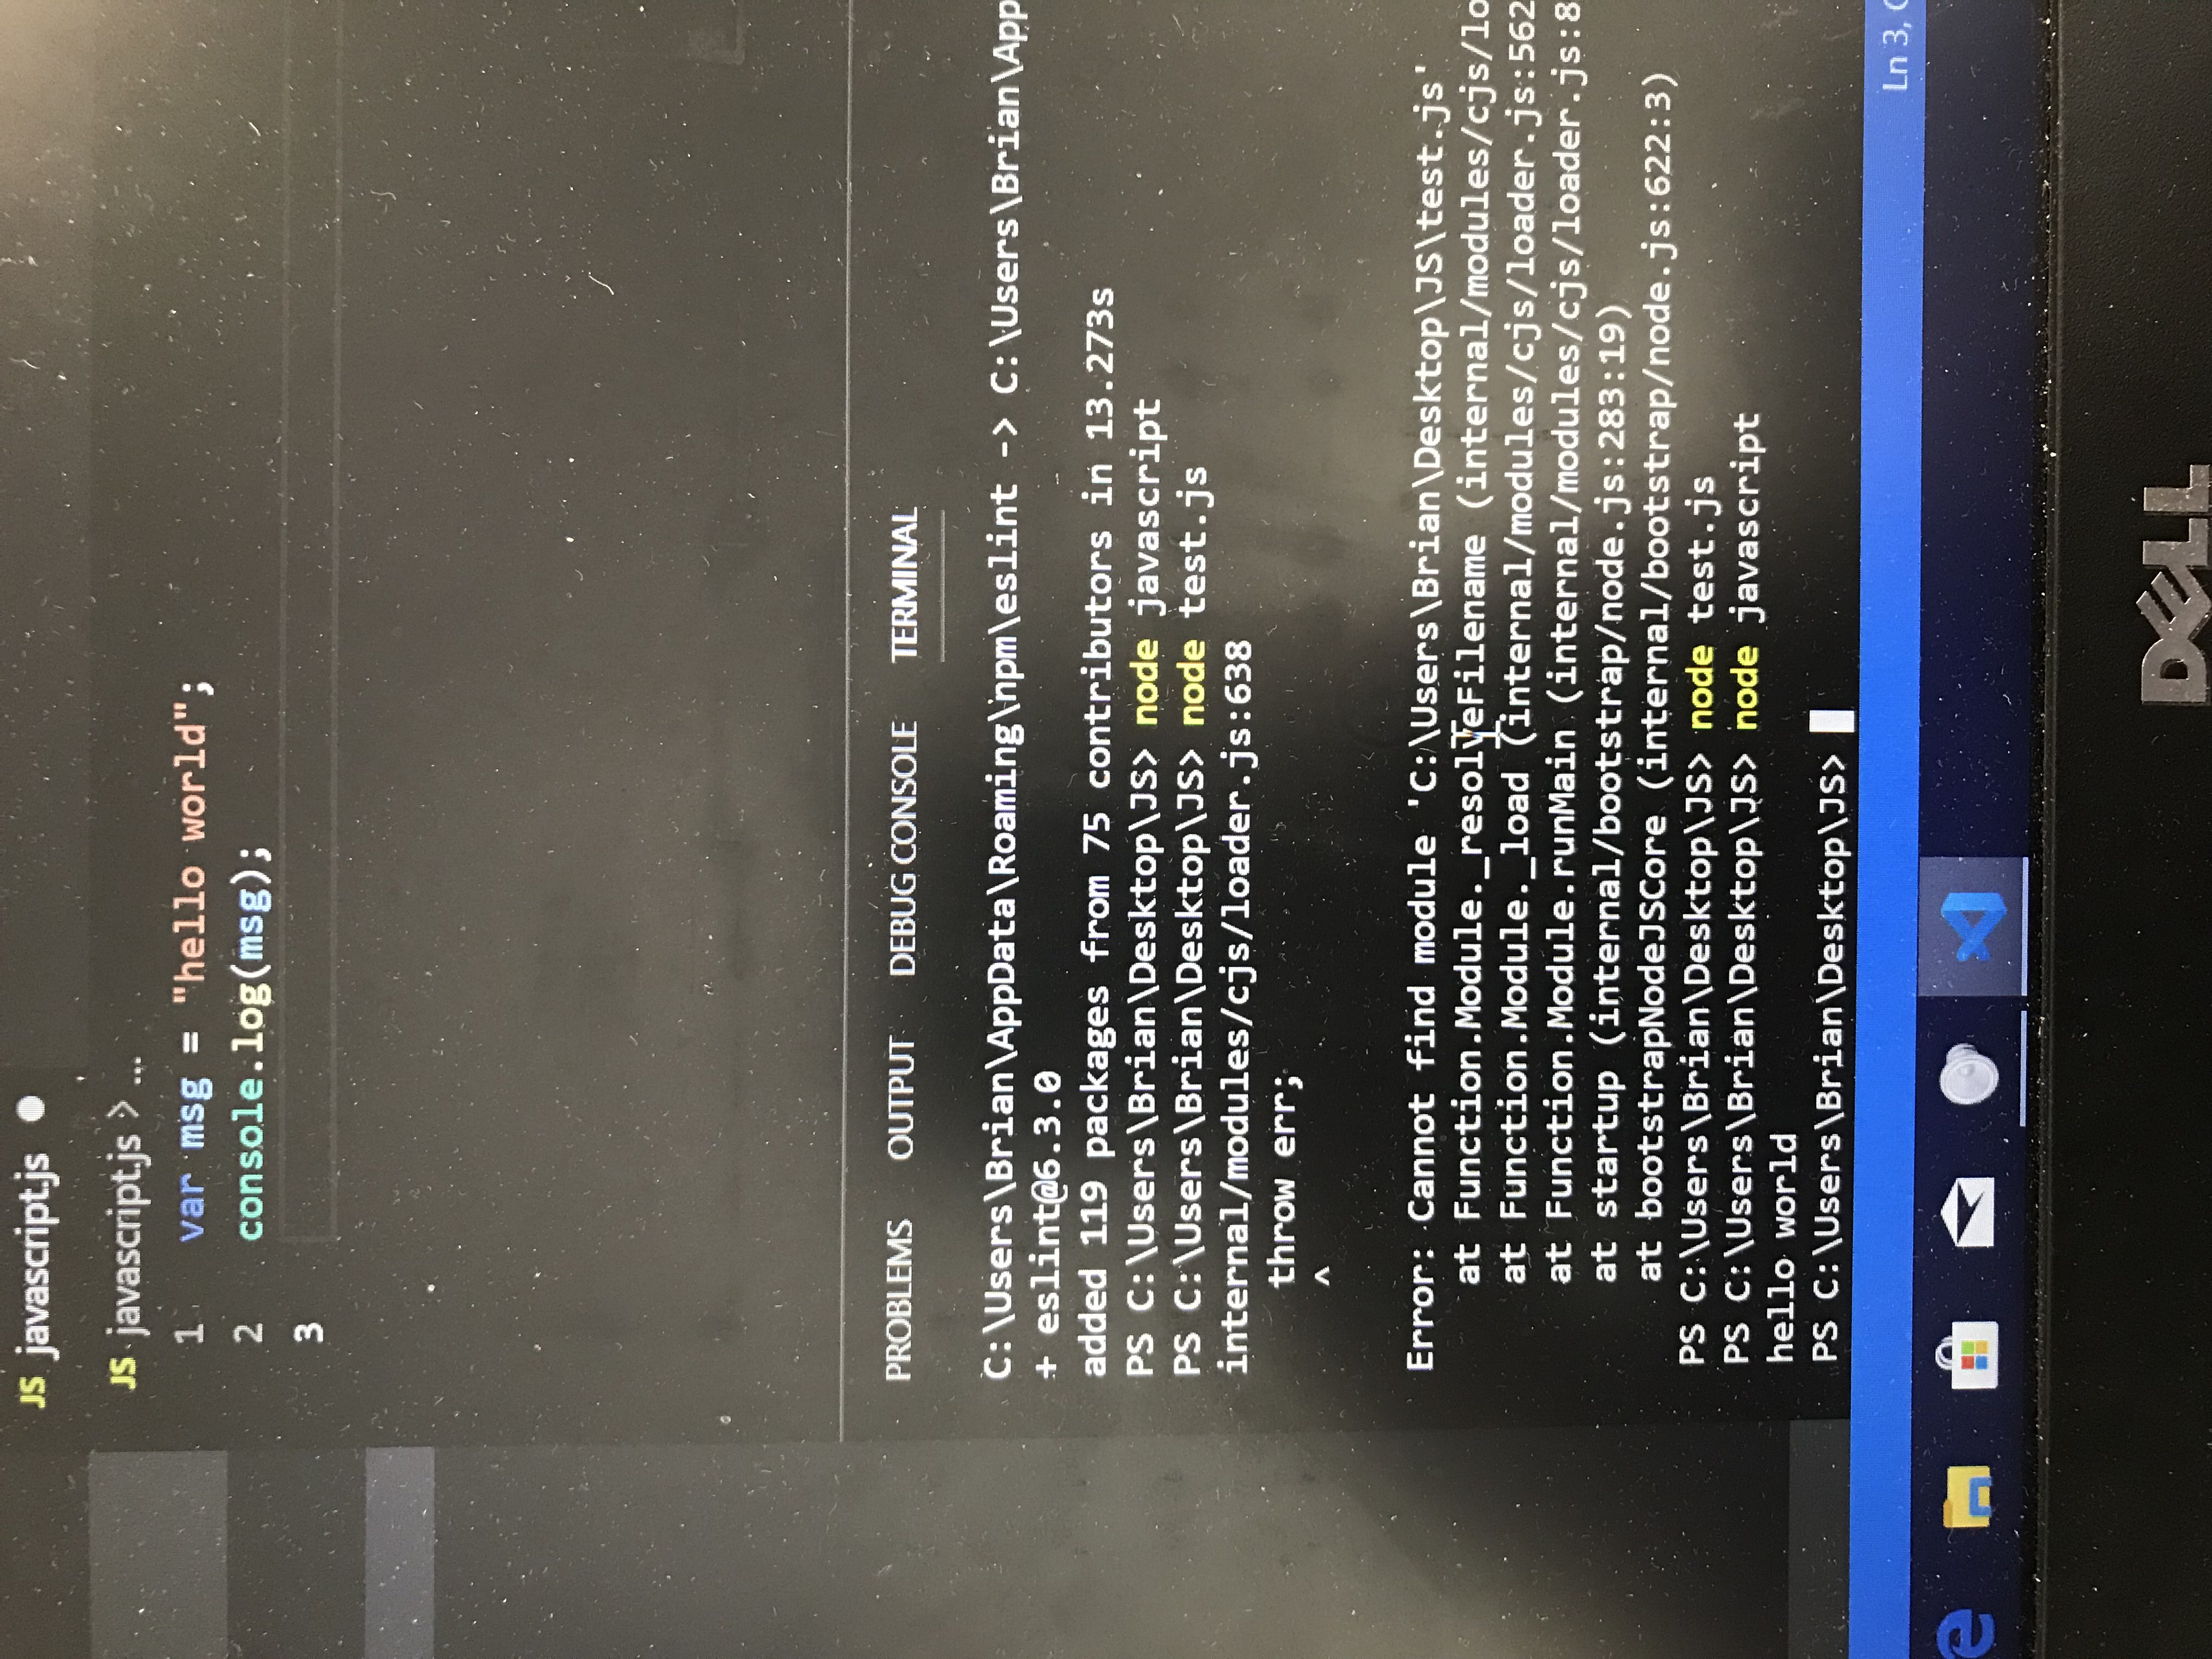 JS javascript.js
JS javascript.js > ...
1 var msg = "hello world";
2 console.log(msg);
3
PROBLEMS OUTPUT DEBUG CONSOLE TERMINAL
C:\Users\Brian\AppData\Roaming\npm\eslint -> C:\Users\Brian\App
+ eslint@6.3.0
added 119 packages from 75 contributors in 13.273s
PS C:\Users\Brian\Desktop\JS> node javascript
PS C:\Users\Brian\Desktop\JS> node test.js
internal/modules/cjs/loader.js:638
    throw err;
    ^
Error: Cannot find module 'C:\Users\Brian\Desktop\JS\test.js'
    at Function.Module._resolveFilename (internal/modules/cjs/lo
    at Function.Module._load (internal/modules/cjs/loader.js:562
    at Function.Module.runMain (internal/modules/cjs/loader.js:8
    at startup (internal/bootstrap/node.js:283:19)
    at bootstrapNodeJSCore (internal/bootstrap/node.js:622:3)
PS C:\Users\Brian\Desktop\JS> node test.js
PS C:\Users\Brian\Desktop\JS> node javascript
hello world
PS C:\Users\Brian\Desktop\JS>
Ln 3, C
DELL